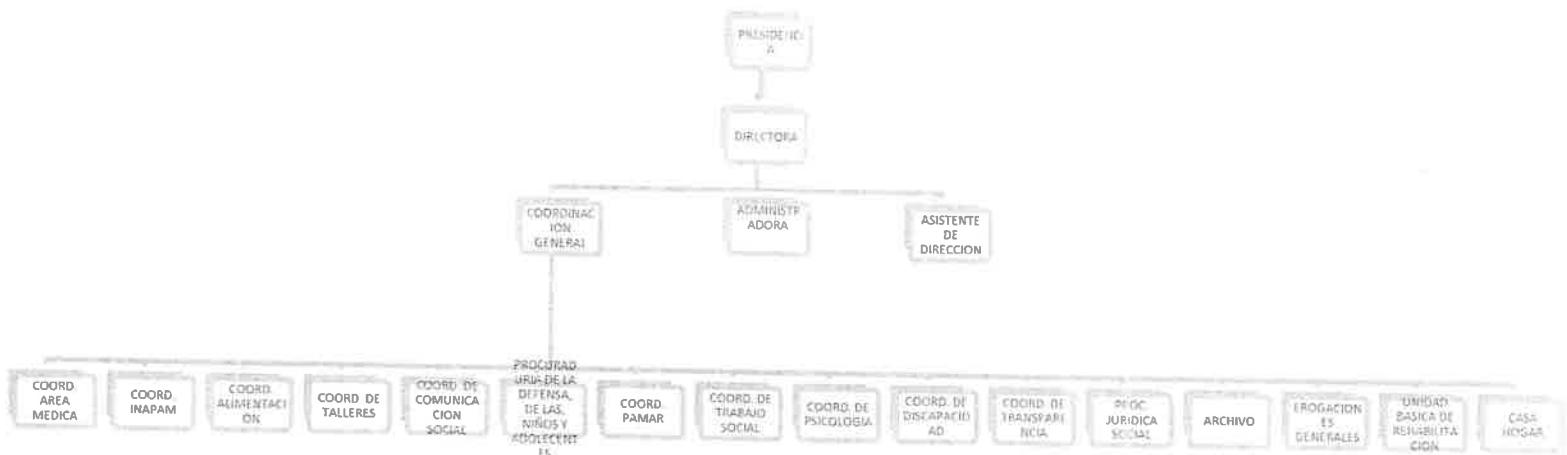 PRESIDENCI
A
DIRECTORA
COORDINAC
ION
GENERAL
ADMINISTR
ADORA
ASISTENTE
DE
DIRECCION
COORD.
AREA
MEDICA
COORD.
INAPAM
COORD.
ALIMENTACI
ÓN
COORD DE
TALLERES
COORD. DE
COMUNICA
CION
SOCIAL
PROCURAD
URIA DE LA
DEFENSA,
DE LAS,
NIÑOS Y
ADOLECENT
ES
COORD.
PAMAR
COORD. DE
TRABAJO
SOCIAL
COORD. DE
PSICOLOGIA
COORD. DE
DISCAPACID
AD
COORD. DE
TRANSPARE
NCIA
PROC.
JURIDICA
SOCIAL
ARCHIVO
EROGACION
ES
GENERALES
UNIDAD
BASICA DE
REHABILITA
CION
CASA
HOGAR